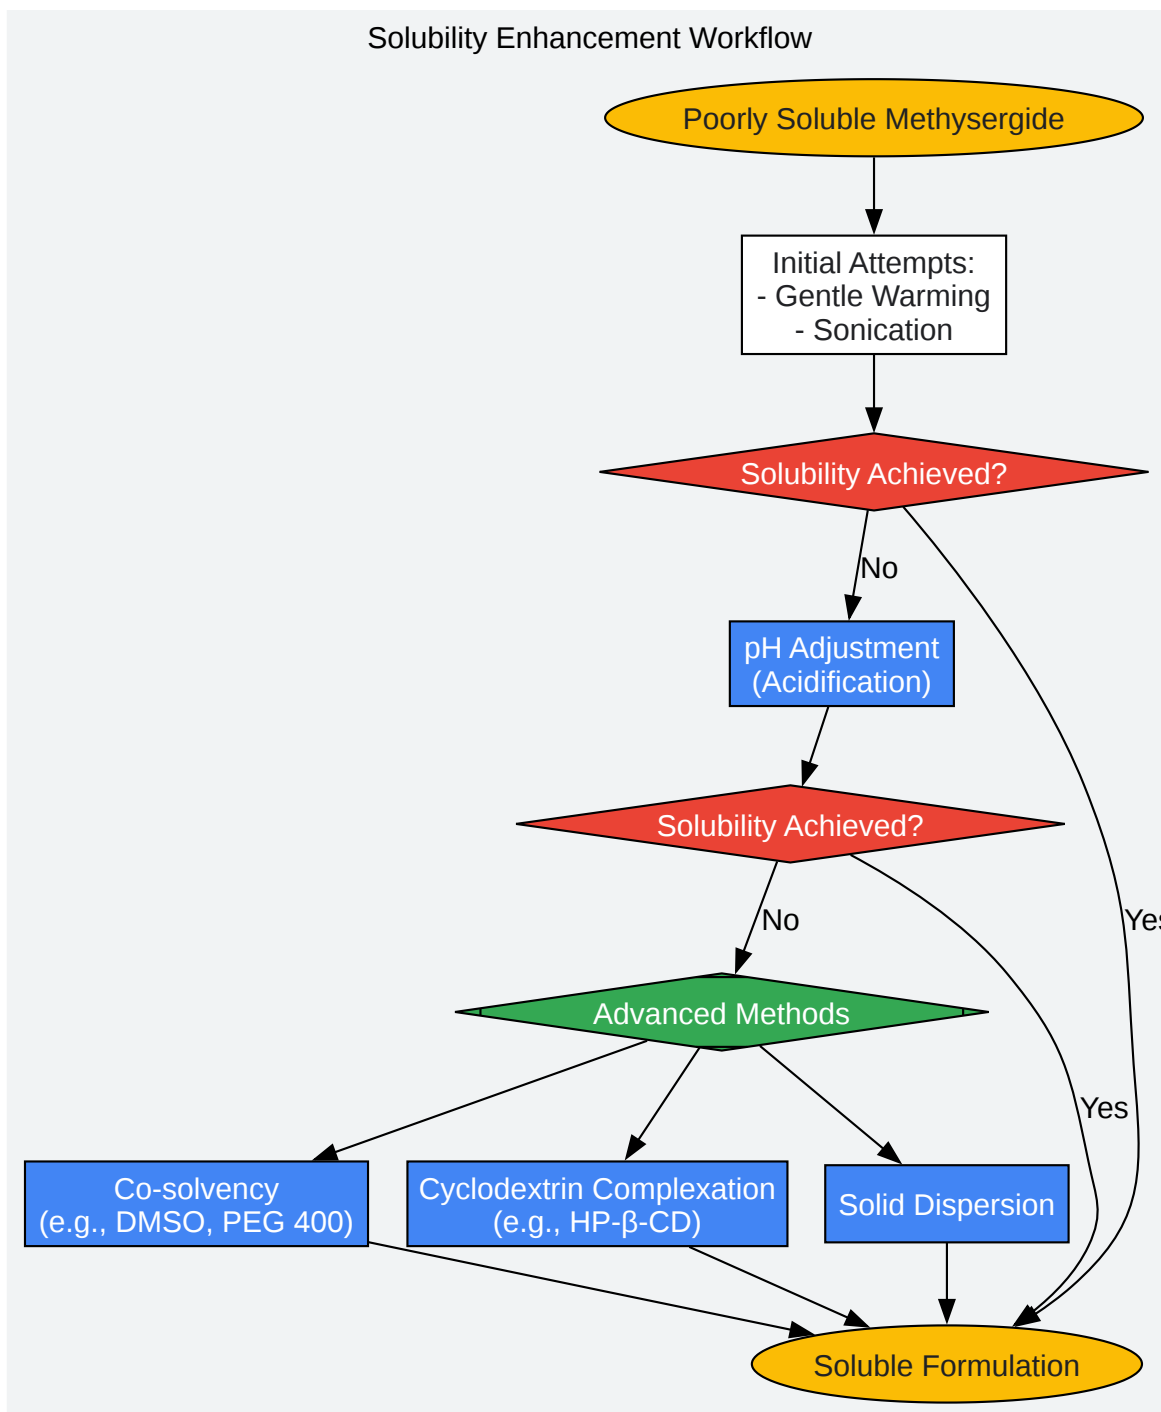 Solubility Enhancement Workflow
Poorly Soluble Methysergide
Initial Attempts:
- Gentle Warming
- Sonication
Solubility Achieved?
No
pH Adjustment
(Acidification)
Solubility Achieved?
No
Yes
Advanced Methods
Yes
Co-solvency
(e.g., DMSO, PEG 400)
Cyclodextrin Complexation
(e.g., HP-β-CD)
Solid Dispersion
Soluble Formulation